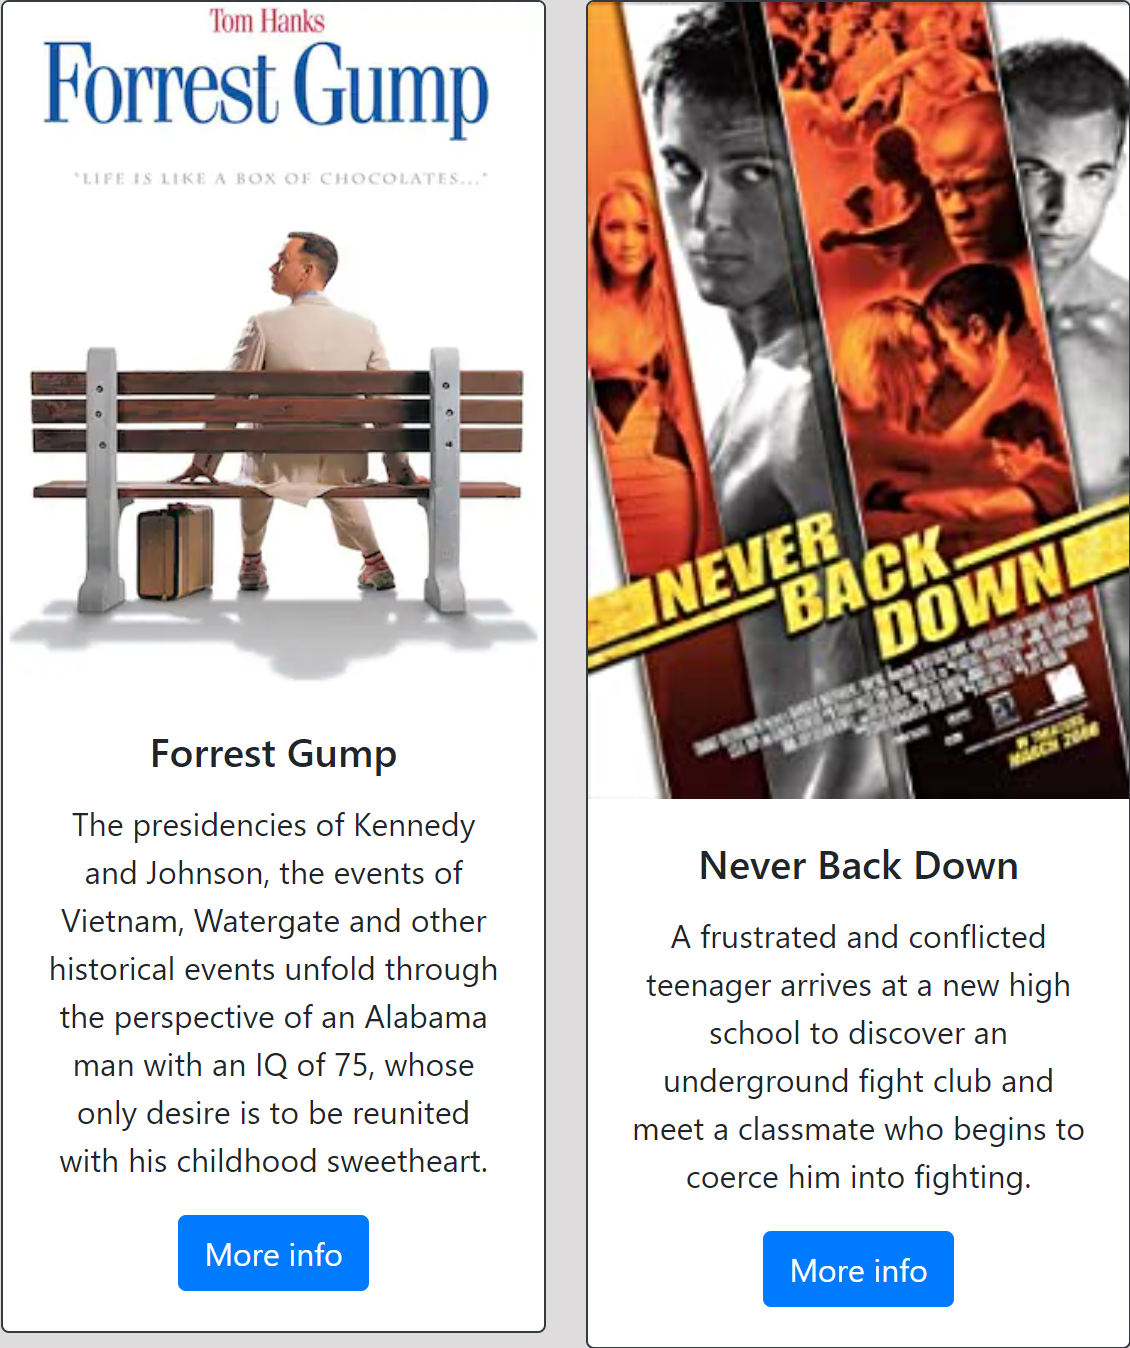 Tom Hanks
Forrest Gump
"LIFE IS LIKE A BOX OF CHOCOLATES..."
Forrest Gump
The presidencies of Kennedy
and Johnson, the events of
Vietnam, Watergate and other
historical events unfold through
the perspective of an Alabama
man with an IQ of 75, whose
only desire is to be reunited
with his childhood sweetheart.
More info
NEVER
BACK
DOWN
IN THEATERS
MARCH 2008
Never Back Down
A frustrated and conflicted
teenager arrives at a new high
school to discover an
underground fight club and
meet a classmate who begins to
coerce him into fighting.
More info